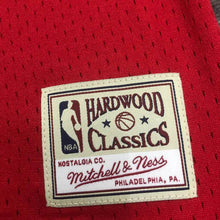 HARDWOOD
NBA
CLASSICS
NOSTALGIA CO.
Mitchell & Ness
PHILADELPHIA, PA.